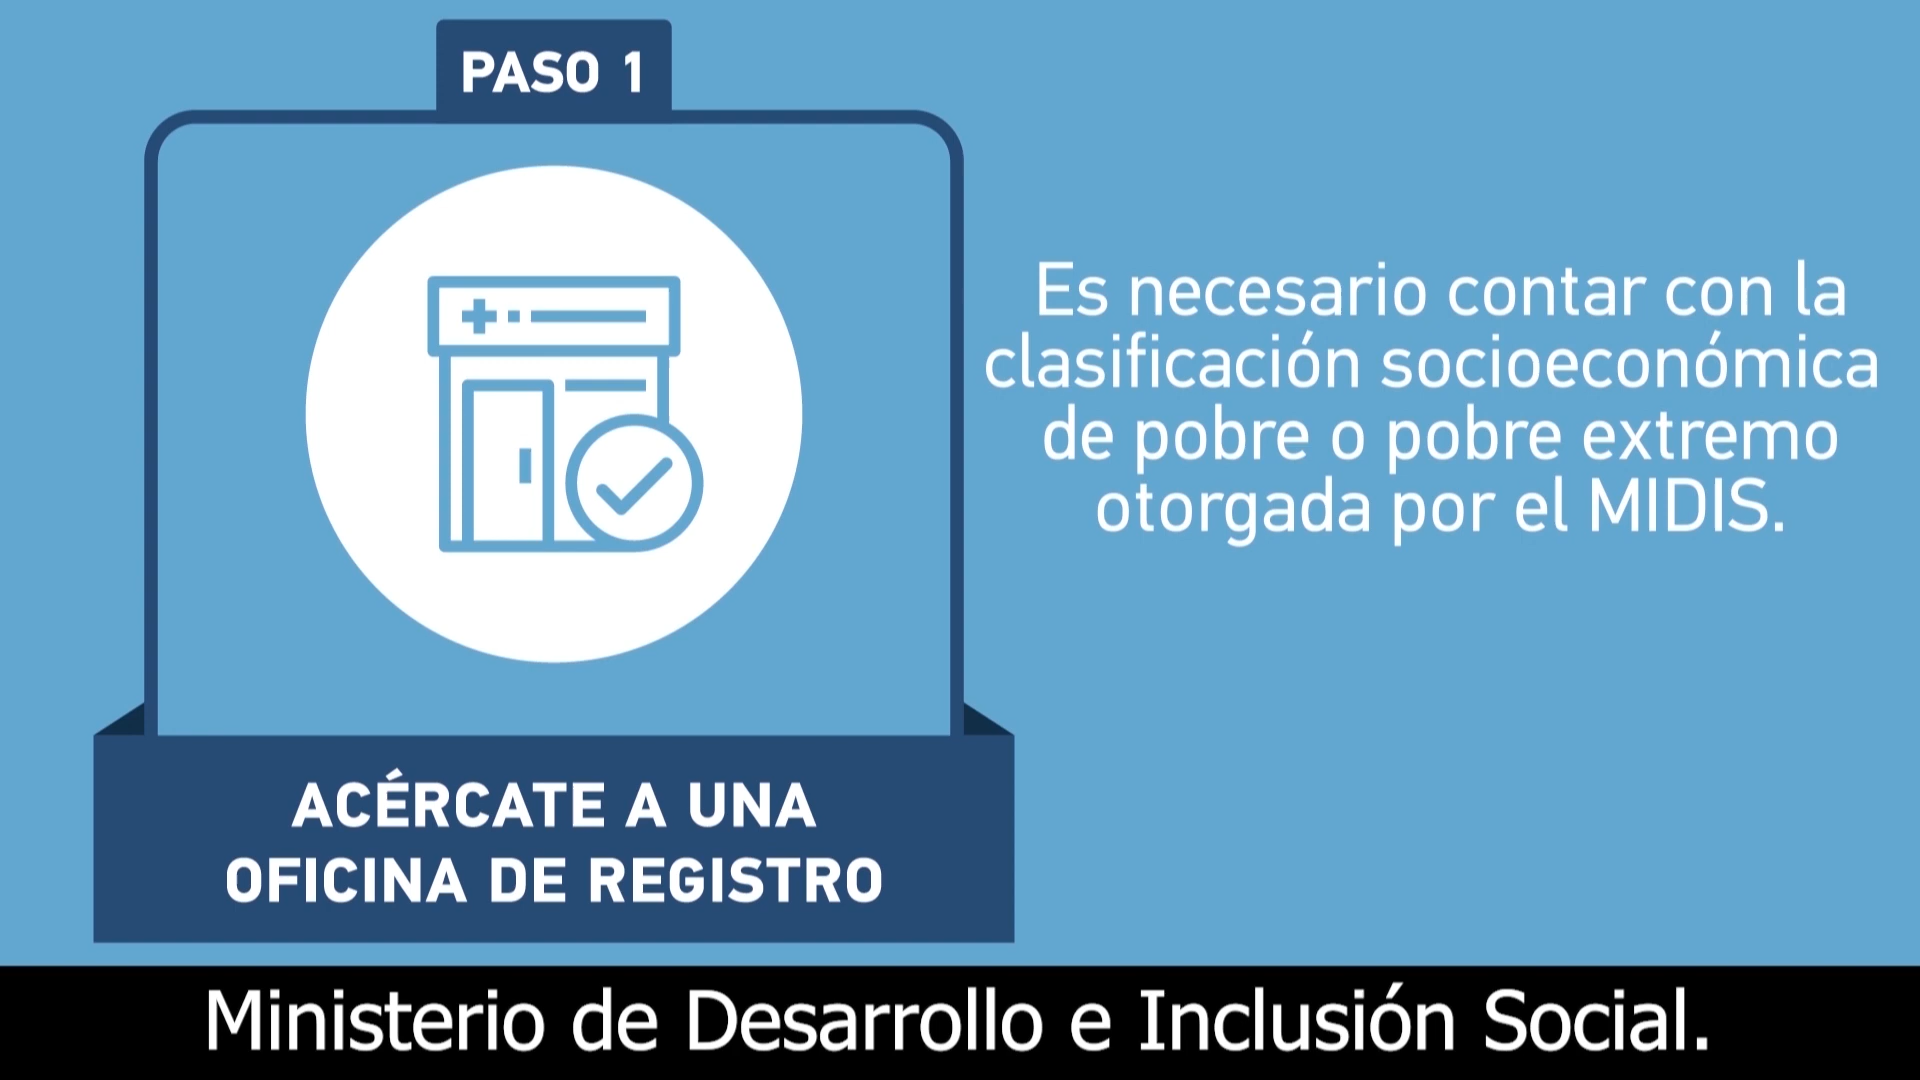 PASO 1
ACÉRCATE A UNA
OFICINA DE REGISTRO
Es necesario contar con la
clasificación socioeconómica
de pobre o pobre extremo
otorgada por el MIDIS.
Ministerio de Desarrollo e Inclusión Social.